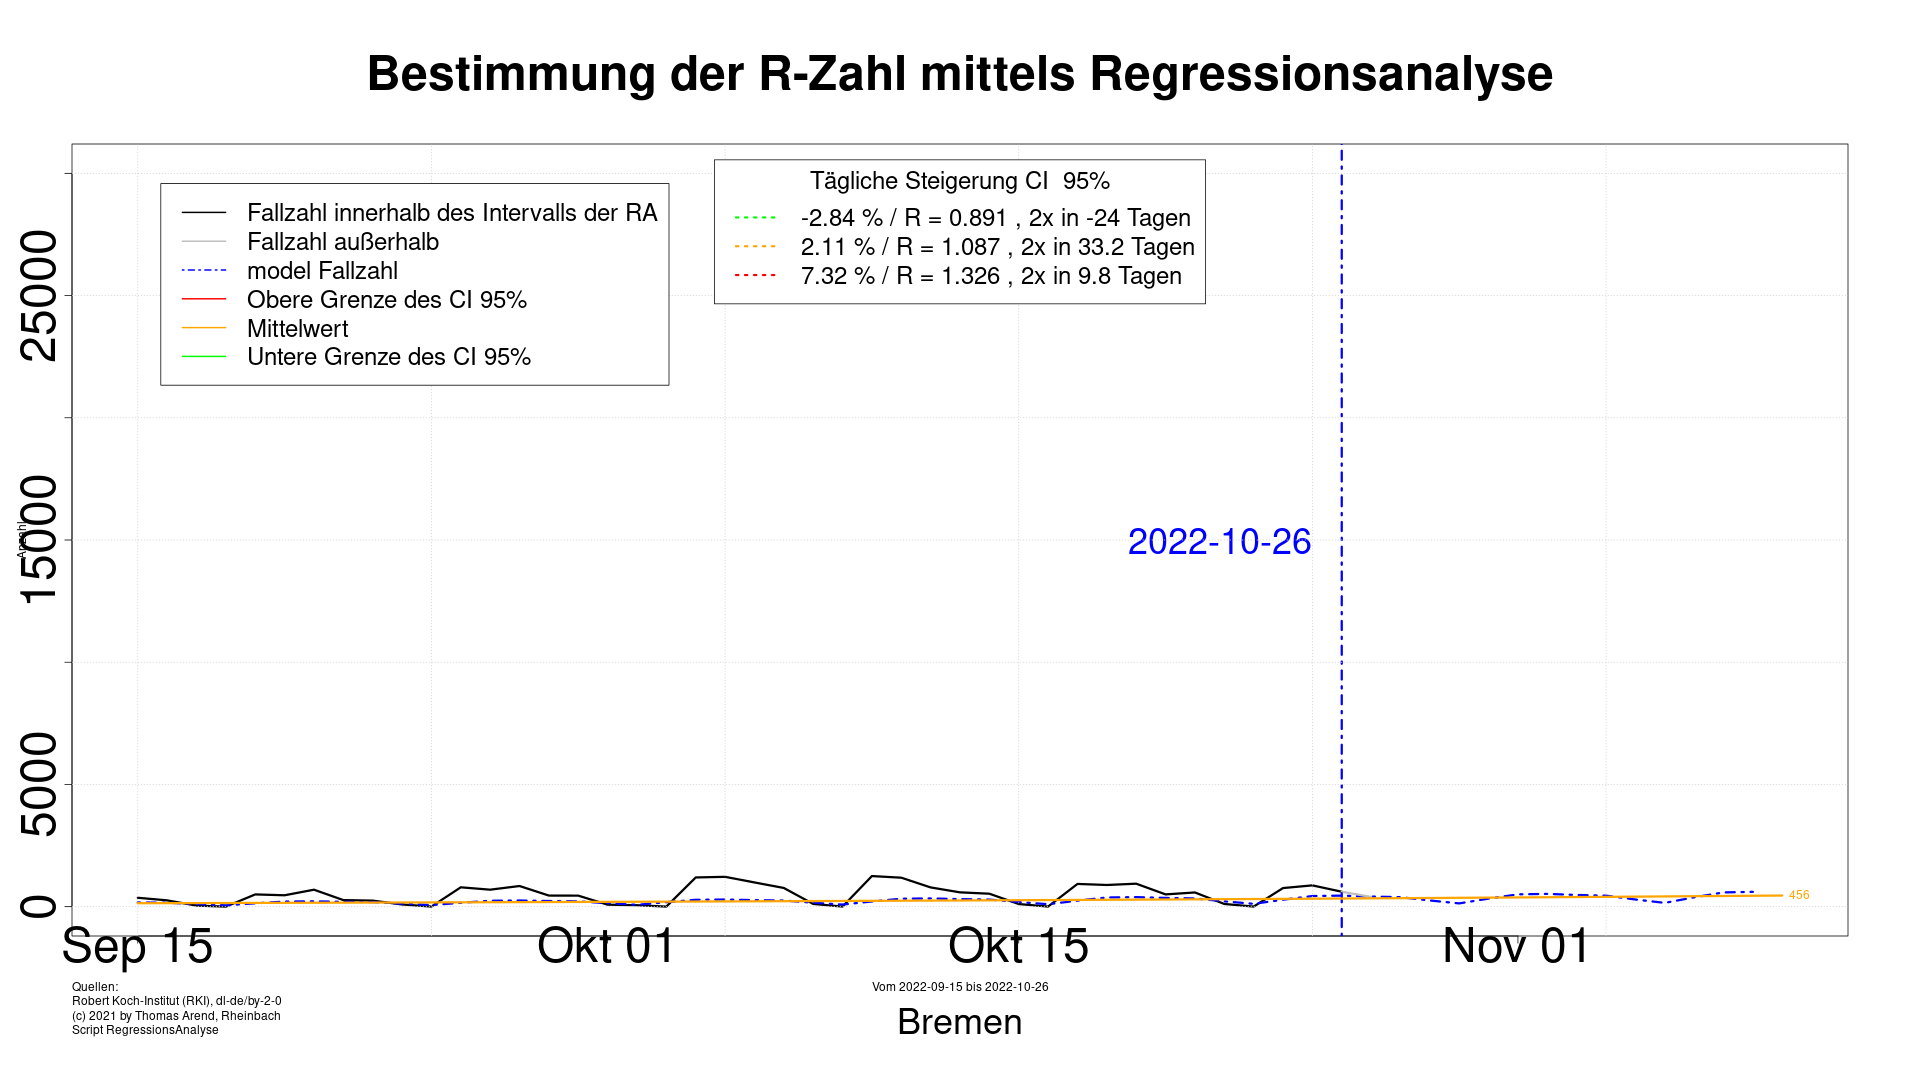 Bestimmung der R-Zahl mittels Regressionsanalyse
Fallzahl innerhalb des Intervalls der RA
Fallzahl außerhalb
model Fallzahl
Obere Grenze des CI 95%
Mittelwert
Untere Grenze des CI 95%
Tägliche Steigerung CI  95%
-2.84 % / R = 0.891 , 2x in -24 Tagen
2.11 % / R = 1.087 , 2x in 33.2 Tagen
7.32 % / R = 1.326 , 2x in 9.8 Tagen
25000
15000
5000
0
Anzahl
2022-10-26
456
Sep 15
Okt 01
Okt 15
Nov 01
Quellen:
Robert Koch-Institut (RKI), dl-de/by-2-0
(c) 2021 by Thomas Arend, Rheinbach
Script RegressionsAnalyse
Vom 2022-09-15 bis 2022-10-26
Bremen